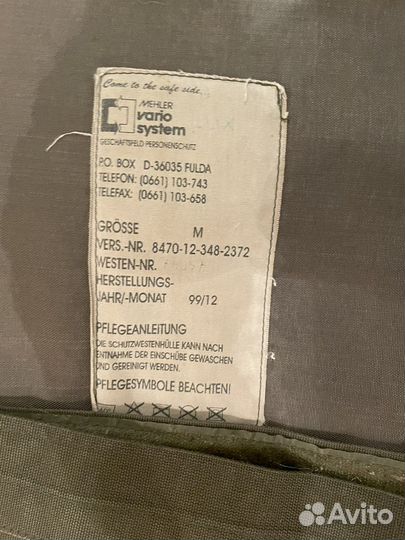 Come to the safe side...
MEHLER
vario
system
GESCHÄFTSFELD PERSONENSCHUTZ
P.O. BOX D-36035 FULDA
TELEFON: (0661) 103-743
TELEFAX: (0661) 103-658
GRÖSSE M
VERS.-NR. 8470-12-348-2372
WESTEN-NR.
HERSTELLUNGS-
JAHR/-MONAT 99/12
PFLEGEANLEITUNG
DIE SCHUTZWESTENHÜLLE KANN NACH
ENTNAHME DER EINSCHÜBE GEWASCHEN
UND GEREINIGT WERDEN.
PFLEGESYMBOLE BEACHTEN!
Avito